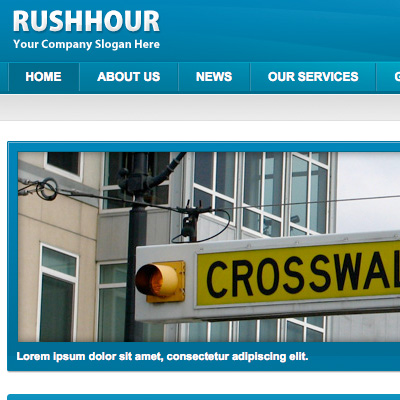 RUSHHOUR
Your Company Slogan Here
HOME ABOUT US NEWS OUR SERVICES
CROSSWAL
Lorem ipsum dolor sit amet, consectetur adipiscing elit.